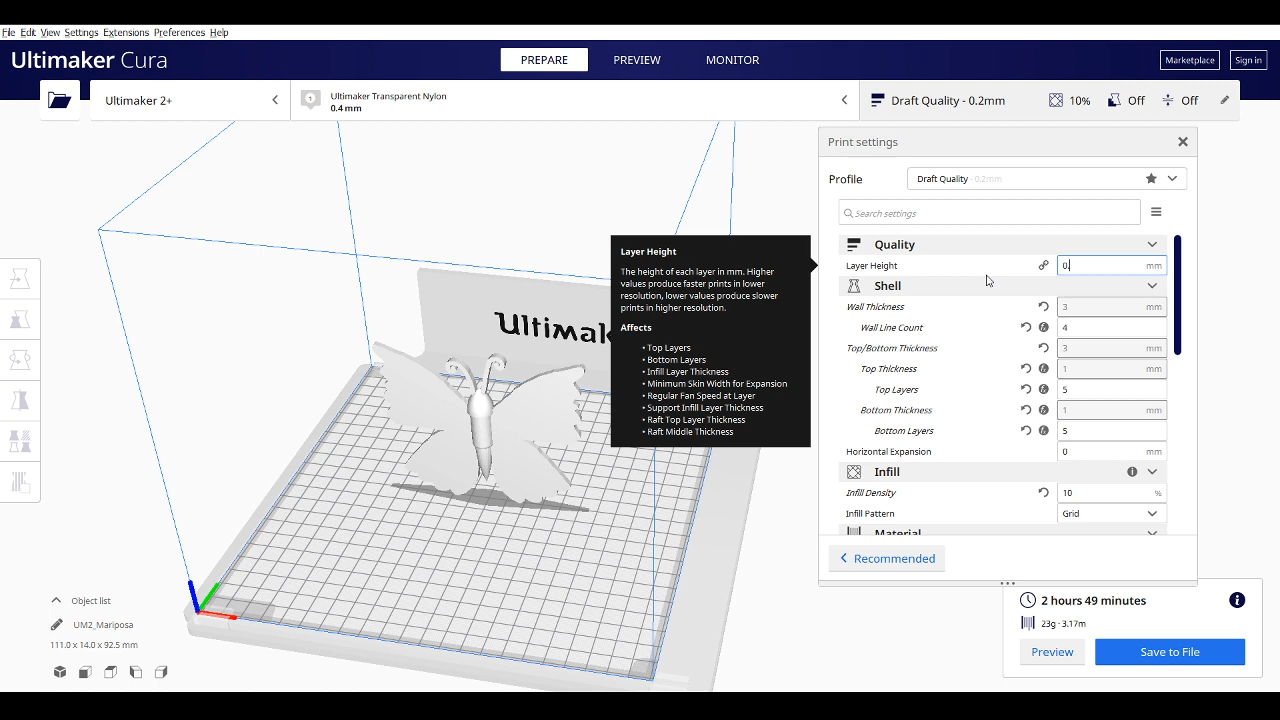 File Edit View Settings Extensions Preferences Help
Ultimaker Cura
PREPARE
PREVIEW
MONITOR
Marketplace
Sign in
Ultimaker 2+
1
Ultimaker Transparent Nylon
0.4 mm
Draft Quality - 0.2mm
10%
Off
Off
Print settings
Profile
Draft Quality - 0.2mm
Search settings
Quality
Layer Height
0.
mm
Shell
Wall Thickness
3
mm
Wall Line Count
4
Top/Bottom Thickness
3
mm
Top Thickness
1
mm
Top Layers
5
Bottom Thickness
1
mm
Bottom Layers
5
Horizontal Expansion
0
mm
Infill
Infill Density
10
%
Infill Pattern
Grid
Material
Recommended
Layer Height
The height of each layer in mm. Higher
values produce faster prints in lower
resolution, lower values produce slower
prints in higher resolution.
Affects
• Top Layers
• Bottom Layers
• Infill Layer Thickness
• Minimum Skin Width for Expansion
• Regular Fan Speed at Layer
• Support Infill Layer Thickness
• Raft Top Layer Thickness
• Raft Middle Thickness
Ultimak
Object list
UM2_Mariposa
111.0 x 14.0 x 92.5 mm
2 hours 49 minutes
23g · 3.17m
Preview
Save to File